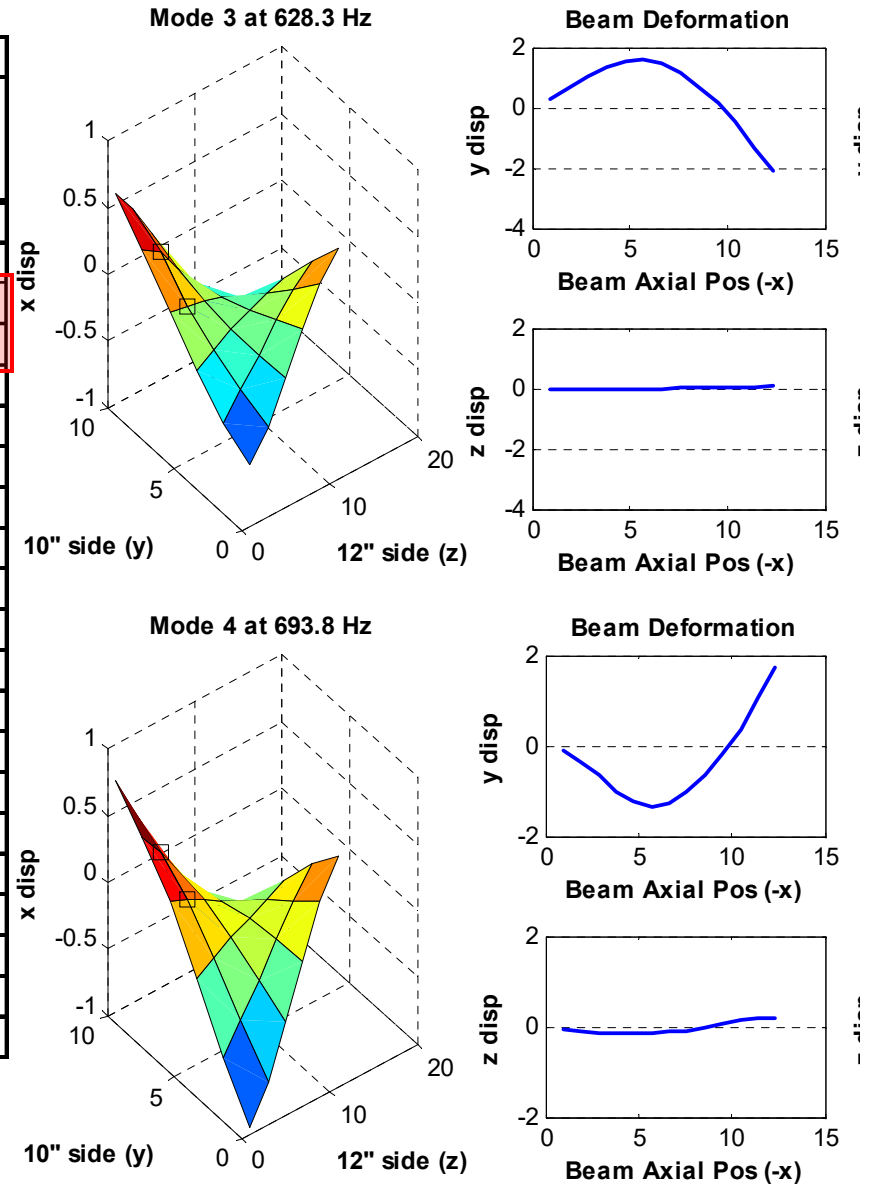 Mode 3 at 628.3 Hz
1
0.5
0
-0.5
-1
x disp
10
5
0
10" side (y)
0
10
20
12" side (z)
Beam Deformation
2
0
-2
-4
y disp
0 5 10 15
Beam Axial Pos (-x)
2
0
-2
-4
z disp
0 5 10 15
Beam Axial Pos (-x)
Mode 4 at 693.8 Hz
1
0.5
0
-0.5
-1
x disp
10
5
0
10" side (y)
0
10
20
12" side (z)
Beam Deformation
2
0
-2
y disp
0 5 10 15
Beam Axial Pos (-x)
2
0
-2
z disp
0 5 10 15
Beam Axial Pos (-x)